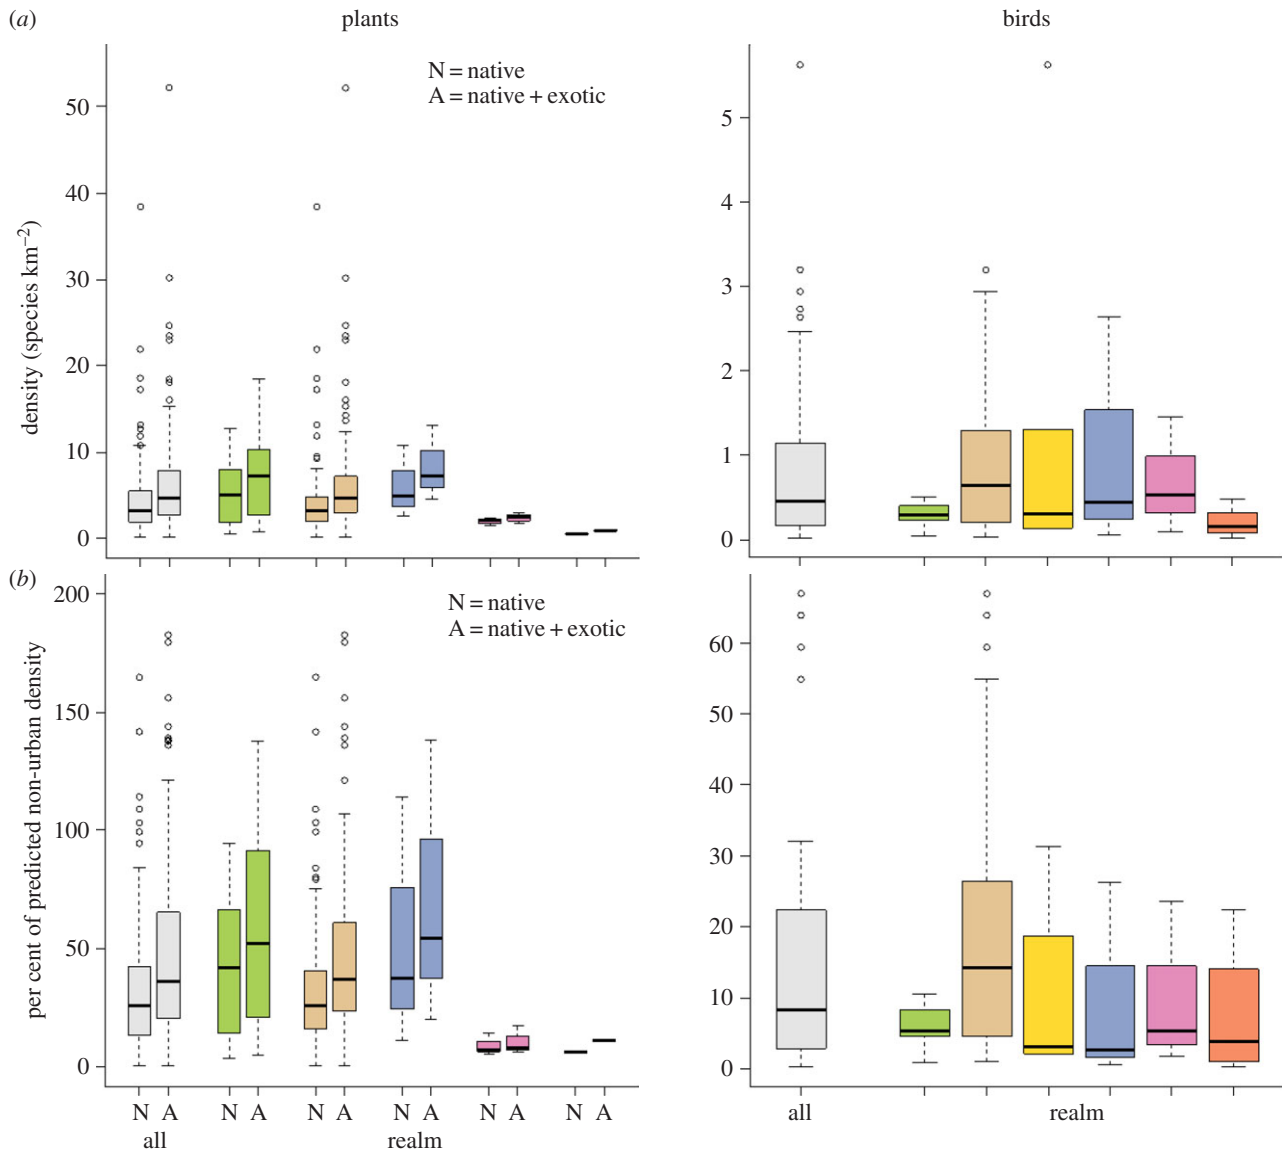 (a)
plants
birds
N = native
A = native + exotic
density (species km⁻²)
50
40
30
20
10
0
5
4
3
2
1
0
(b)
N = native
A = native + exotic
per cent of predicted non-urban density
200
150
100
50
0
60
50
40
30
20
10
0
N A N A N A N A N A N A
all realm
all realm